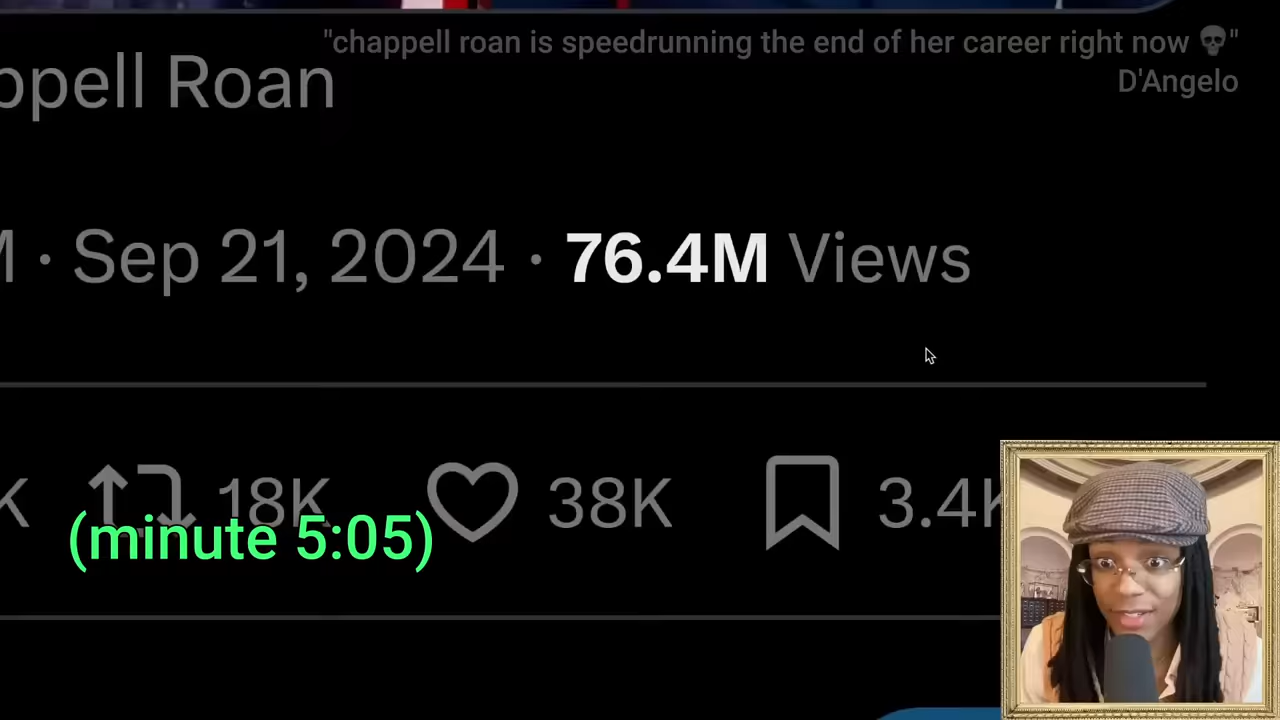 "chappell roan is speedrunning the end of her career right now 💀"
D'Angelo
ppell Roan
M · Sep 21, 2024 · 76.4M Views
K 18K 38K 3.4K
(minute 5:05)